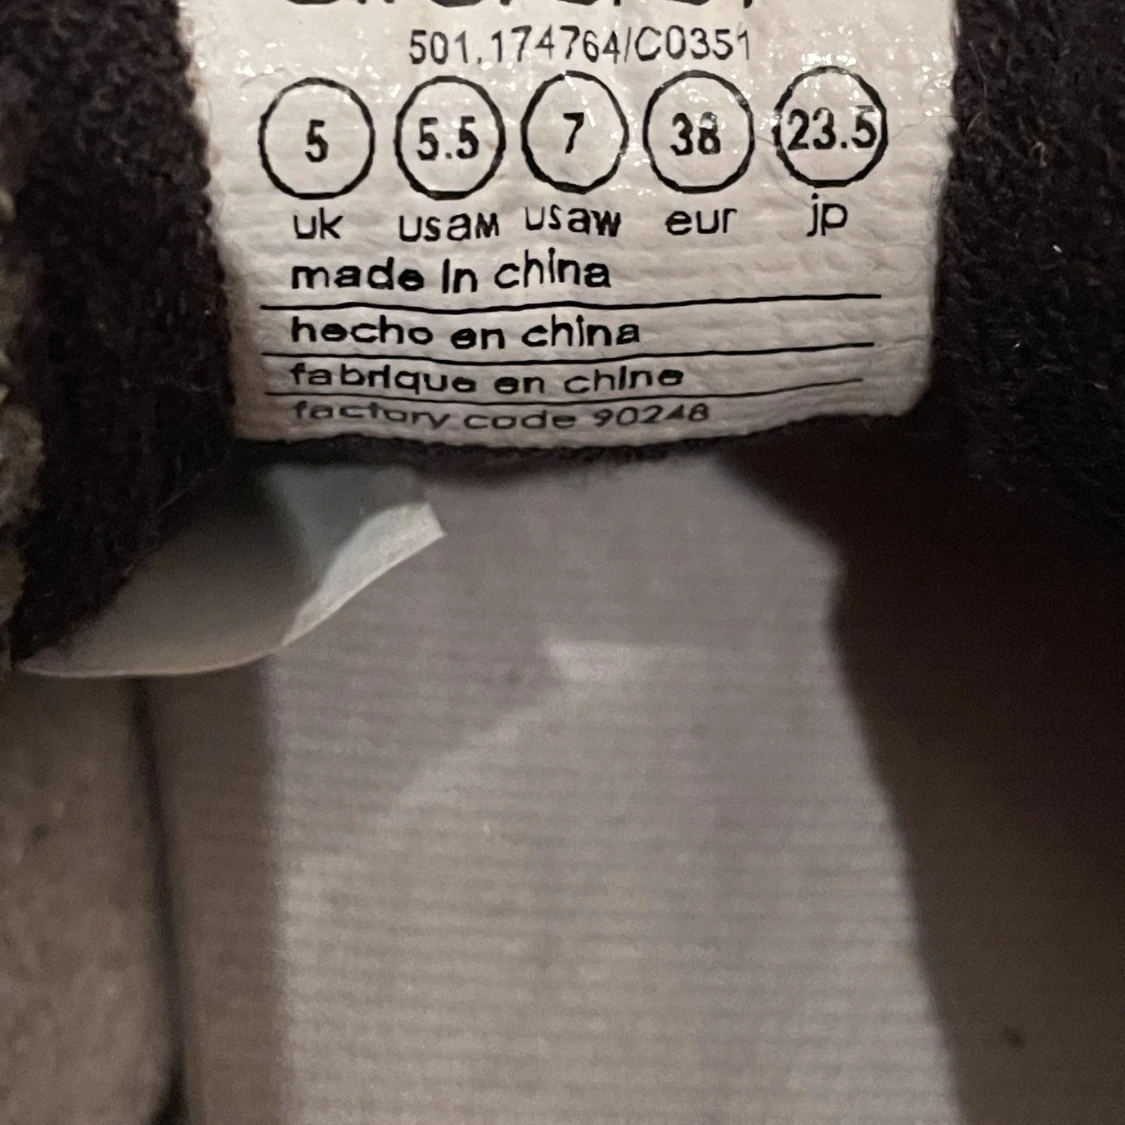 501.174764/C0351
5 5.5 7 38 23.5
uk usam usaw eur jp
made in china
hecho en china
fabrique en chine
factory code 90248